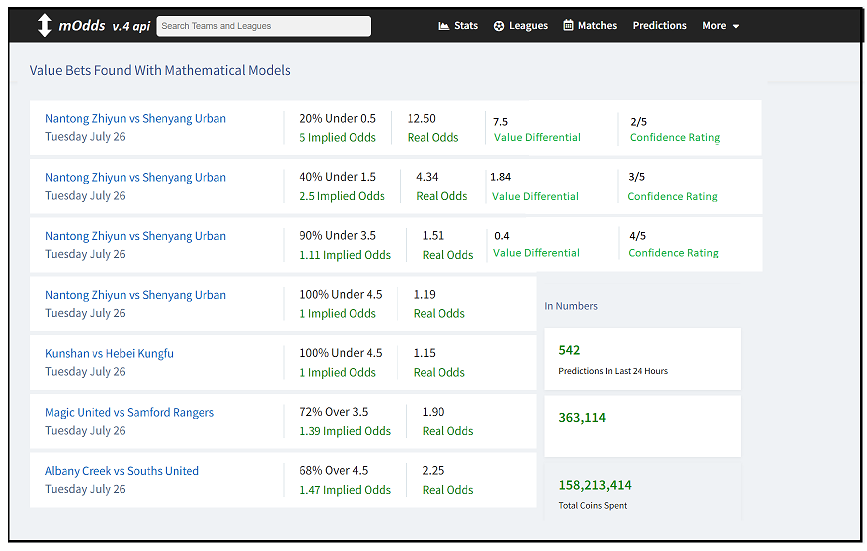 mOdds v.4 api Search Teams and Leagues Stats Leagues Matches Predictions More
Value Bets Found With Mathematical Models
Nantong Zhiyun vs Shenyang Urban 20% Under 0.5 12.50 7.5 2/5
Tuesday July 26 5 Implied Odds Real Odds Value Differential Confidence Rating
Nantong Zhiyun vs Shenyang Urban 40% Under 1.5 4.34 1.84 3/5
Tuesday July 26 2.5 Implied Odds Real Odds Value Differential Confidence Rating
Nantong Zhiyun vs Shenyang Urban 90% Under 3.5 1.51 0.4 4/5
Tuesday July 26 1.11 Implied Odds Real Odds Value Differential Confidence Rating
Nantong Zhiyun vs Shenyang Urban 100% Under 4.5 1.19
Tuesday July 26 1 Implied Odds Real Odds
Kunshan vs Hebei Kungfu 100% Under 4.5 1.15
Tuesday July 26 1 Implied Odds Real Odds
Magic United vs Samford Rangers 72% Over 3.5 1.90
Tuesday July 26 1.39 Implied Odds Real Odds
Albany Creek vs Souths United 68% Over 4.5 2.25
Tuesday July 26 1.47 Implied Odds Real Odds
In Numbers
542
Predictions In Last 24 Hours
363,114
158,213,414
Total Coins Spent